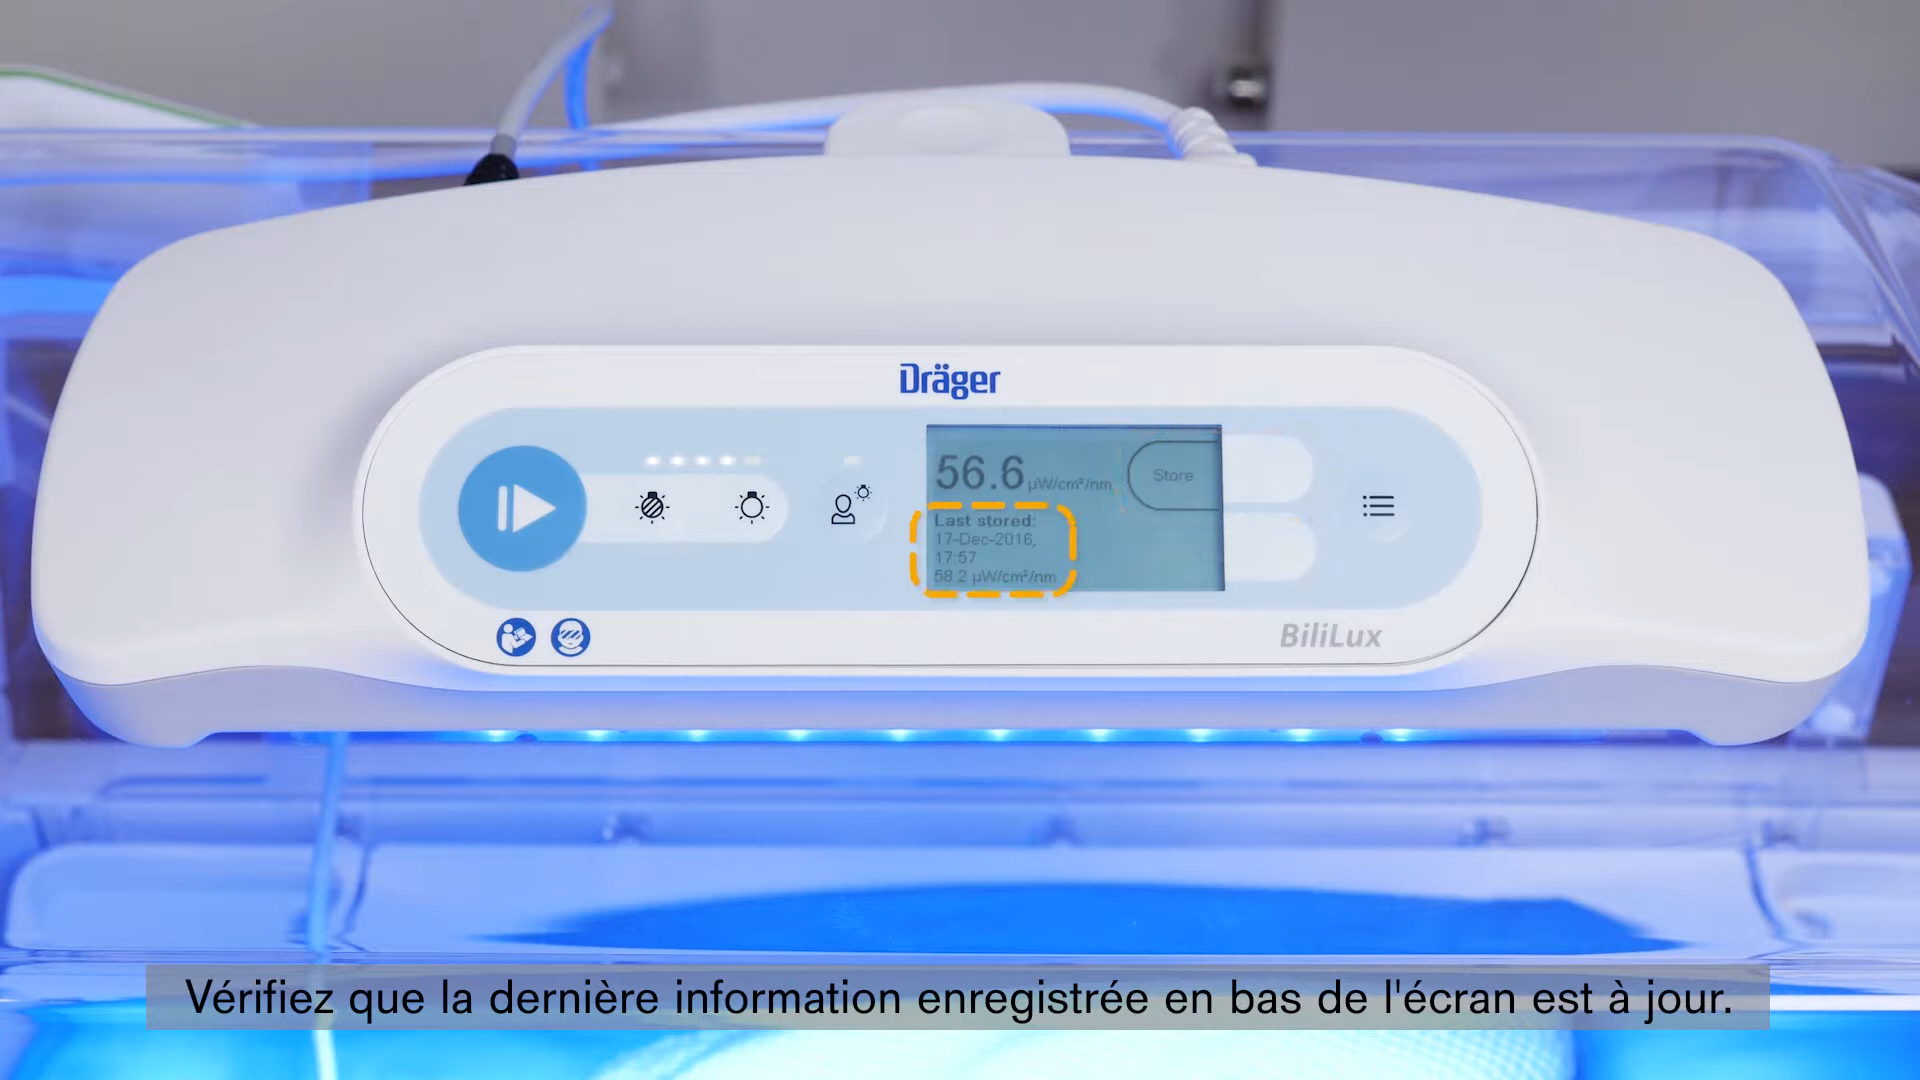 Dräger
56.6 µW/cm²/nm
Store
Last stored:
17-Dec-2016,
17:57
58.2 µW/cm²/nm
BiliLux
Vérifiez que la dernière information enregistrée en bas de l'écran est à jour.